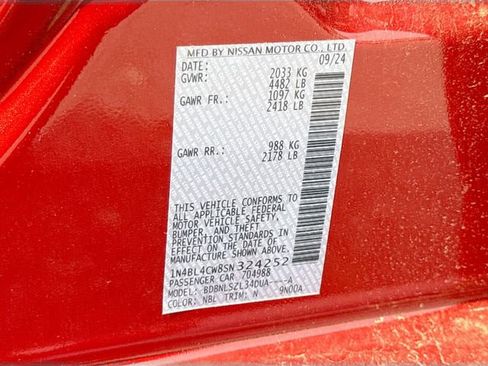 MFD BY NISSAN MOTOR CO., LTD.
DATE: 09/24
GVWR: 2033 KG
4482 LB
GAWR FR.: 1097 KG
2418 LB
GAWR RR.: 988 KG
2178 LB
THIS VEHICLE CONFORMS TO
ALL APPLICABLE FEDERAL
MOTOR VEHICLE SAFETY,
BUMPER, AND THEFT
PREVENTION STANDARDS IN
EFFECT ON THE DATE OF
MANUFACTURE SHOWN ABOVE.
1N4BL4CW8SN324252
PASSENGER CAR 704988
MODEL: BDBNLSZL34DUA----A
COLOR: NBL TRIM: N 9N00A